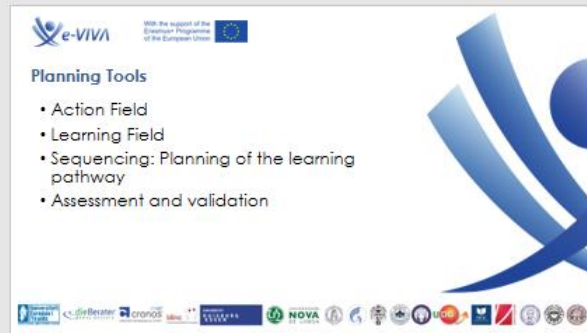 e-VIVA
With the support of the
Erasmus+ Programme
of the European Union
Planning Tools
• Action Field
• Learning Field
• Sequencing: Planning of the learning
pathway
• Assessment and validation
dieBerater
cronos
NOVA